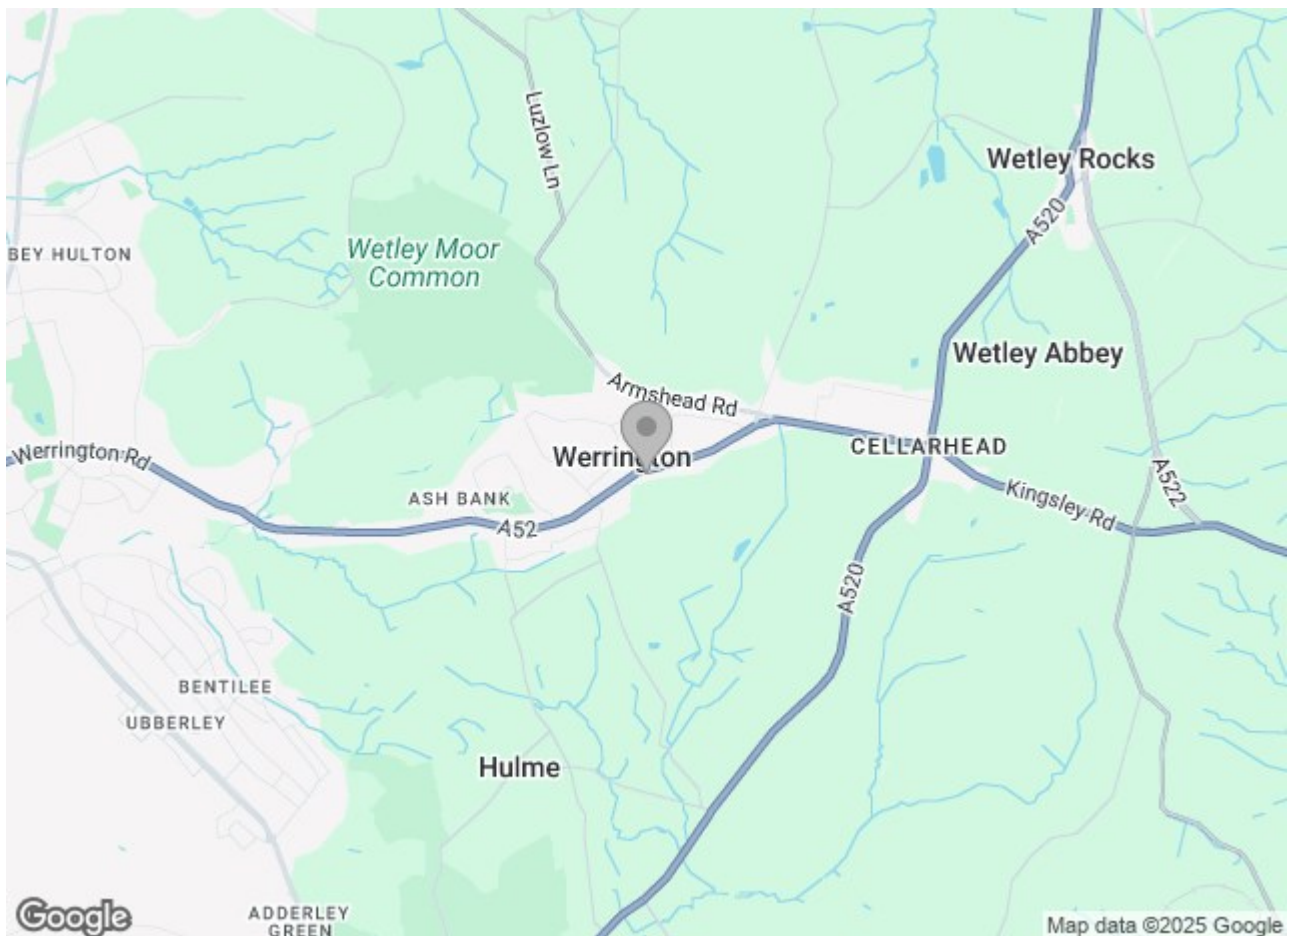 Luzlow Ln
Wetley Rocks
A520
BEY HULTON
Wetley Moor
Common
Wetley Abbey
Armshead Rd
Werrington Rd
Werrington
CELLARHEAD
ASH BANK
A52
Kingsley Rd
A522
A520
BENTILEE
UBBERLEY
Hulme
ADDERLEY
GREEN
Google
Map data ©2025 Google